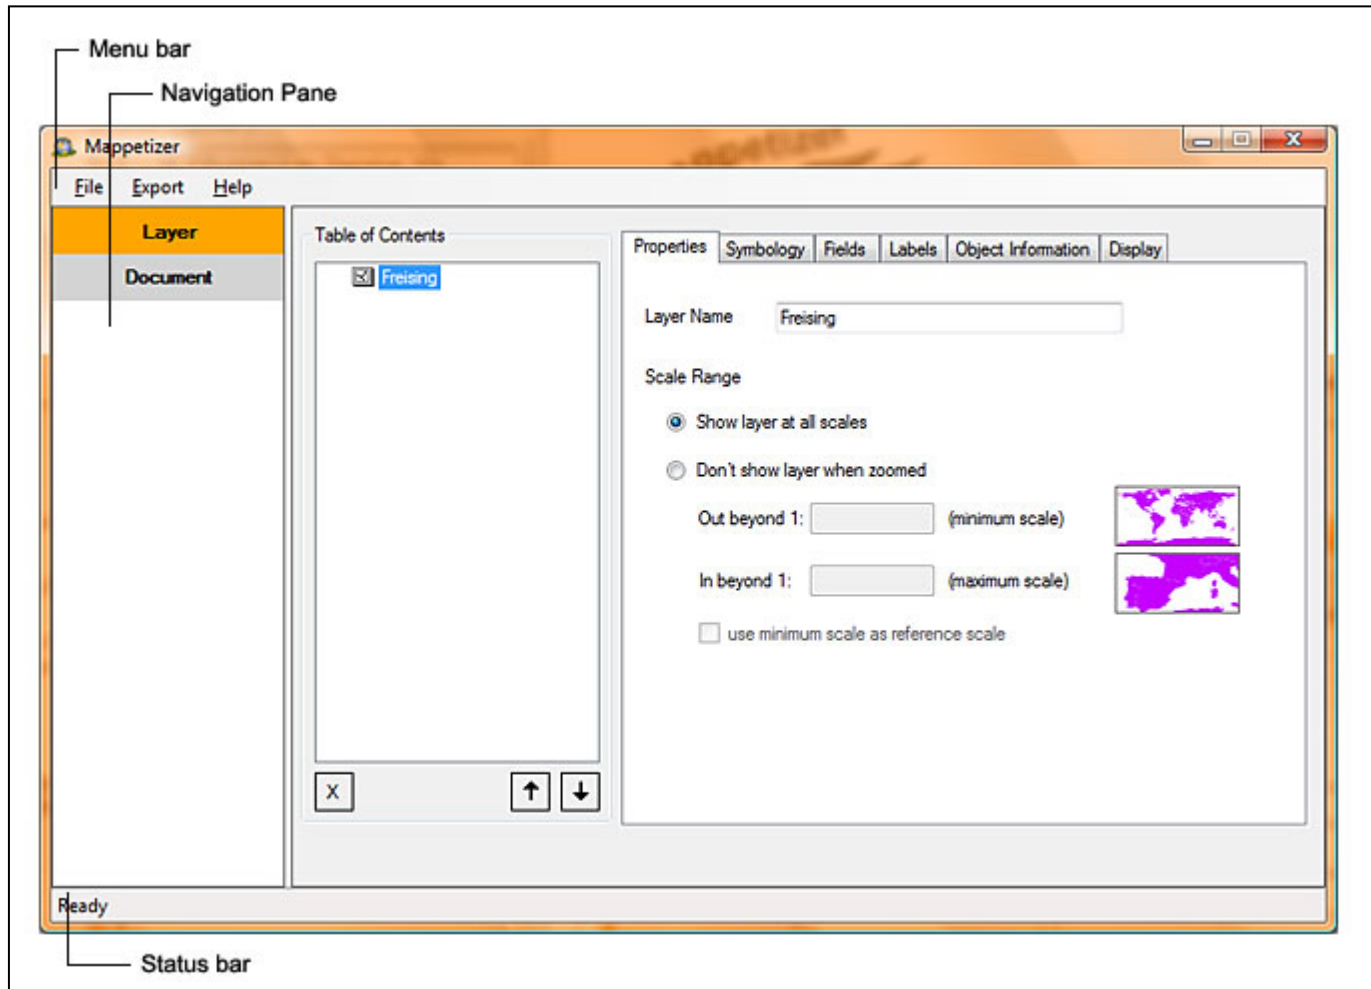 Menu bar
Navigation Pane
Mappetizer
appetizer
File Export Help
Layer
Document
Table of Contents
Freising
X
Properties Symbology Fields Labels Object Information Display
Layer Name Freising
Scale Range
Show layer at all scales
Don't show layer when zoomed
Out beyond 1: (minimum scale)
In beyond 1: (maximum scale)
use minimum scale as reference scale
Ready
Status bar